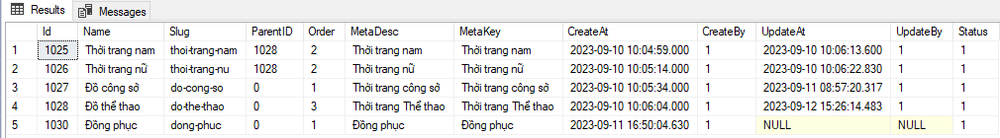 Results Messages
Id Name Slug ParentID Order MetaDesc MetaKey CreateAt CreateBy UpdateAt UpdateBy Status
1 1025 Thời trang nam thoi-trang-nam 1028 2 Thời trang nam Thời trang nam 2023-09-10 10:04:59.000 1 2023-09-10 10:06:13.600 1 1
2 1026 Thời trang nữ thoi-trang-nu 1028 2 Thời trang nữ Thời trang nữ 2023-09-10 10:05:14.000 1 2023-09-10 10:06:22.830 1 1
3 1027 Đồ công sở do-cong-so 0 1 Thời trang công sở Thời trang công sở 2023-09-10 10:05:34.000 1 2023-09-11 08:57:20.317 1 1
4 1028 Đồ thể thao do-the-thao 0 3 Thời trang Thể thao Thời trang Thể thao 2023-09-10 10:06:04.000 1 2023-09-12 15:26:14.483 1 1
5 1030 Đồng phục dong-phuc 0 1 Đồng phục Đồng phục 2023-09-11 16:50:04.630 1 NULL NULL 1